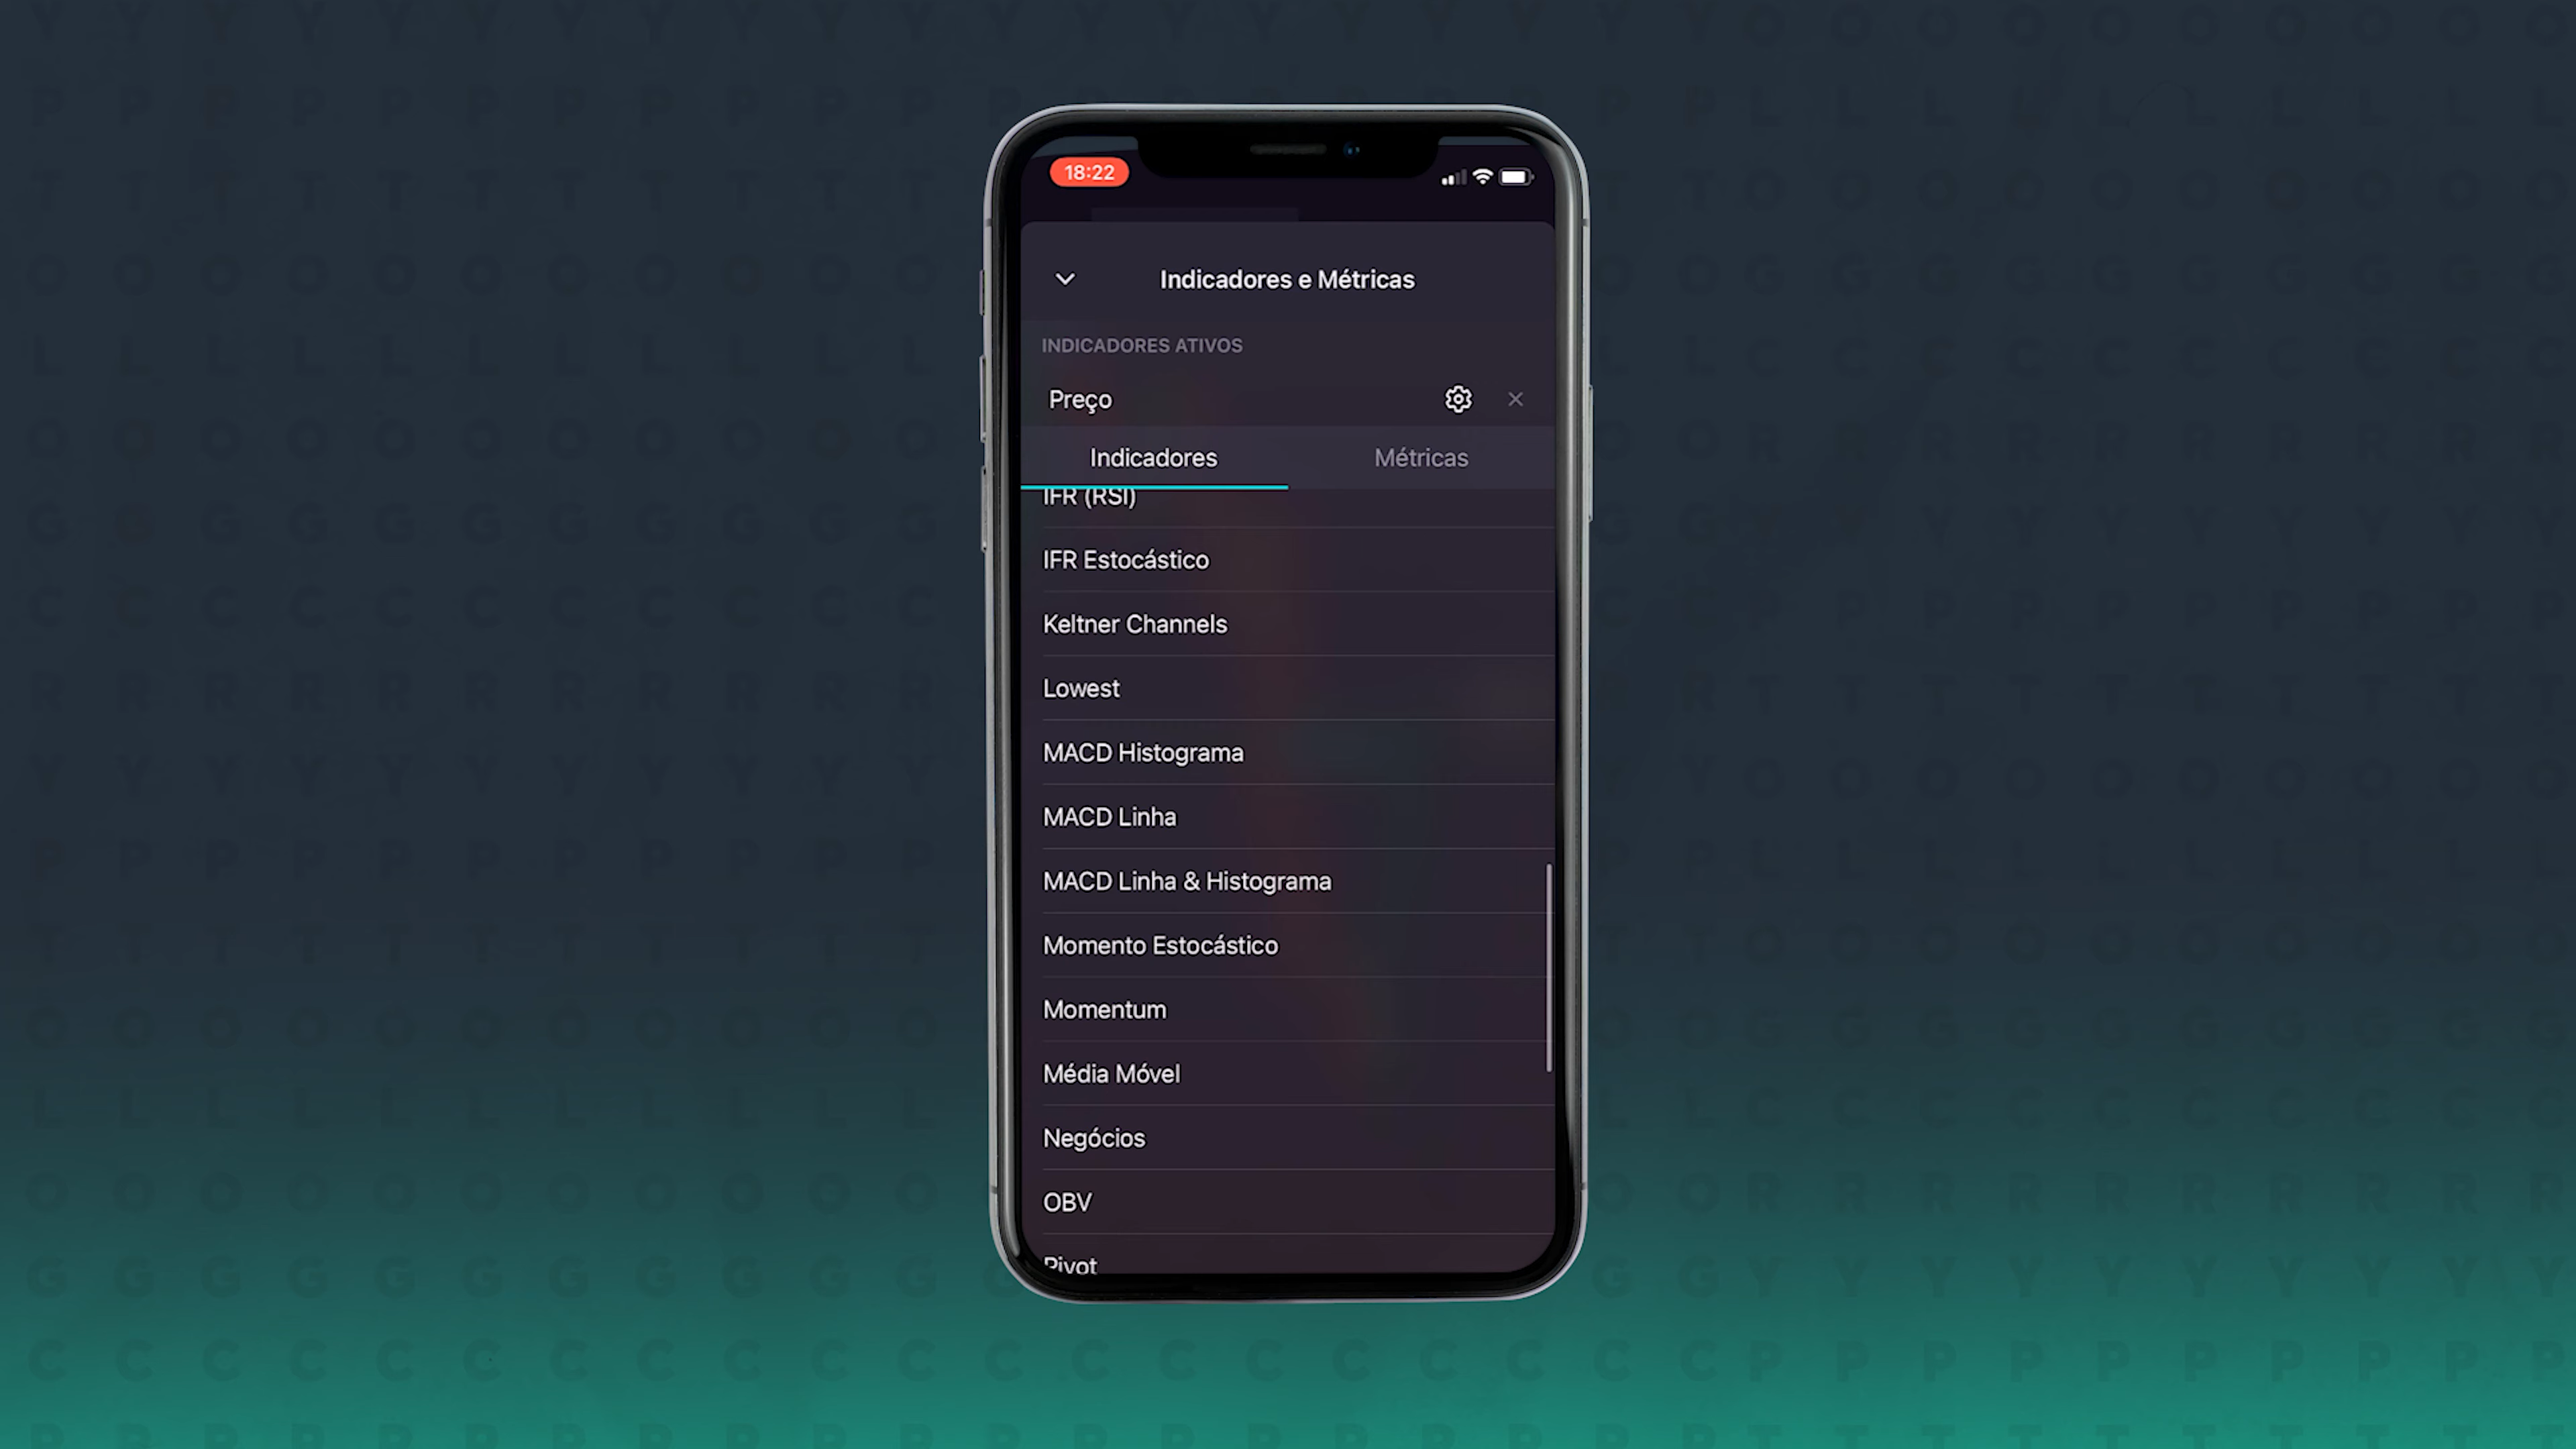 18:22
Indicadores e Métricas
INDICADORES ATIVOS
Preço
Indicadores
Métricas
IFR (RSI)
IFR Estocástico
Keltner Channels
Lowest
MACD Histograma
MACD Linha
MACD Linha & Histograma
Momento Estocástico
Momentum
Média Móvel
Negócios
OBV
Pivot